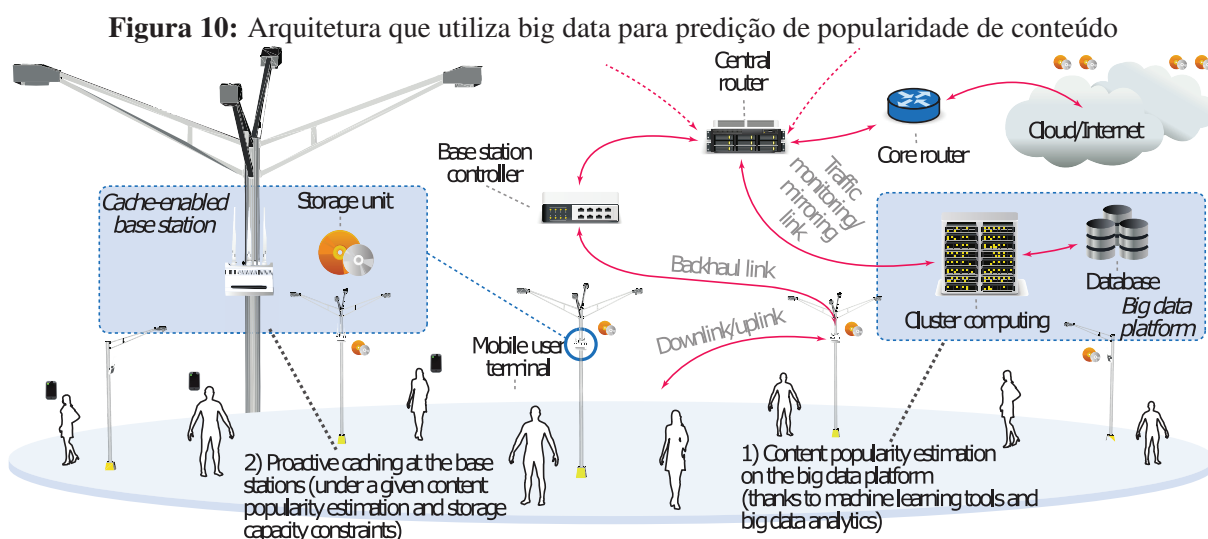 Figura 10: Arquitetura que utiliza big data para predição de popularidade de conteúdo
Central
router
Cloud/Internet
Core router
Base station
controller
Traffic
monitoring/
mirroring
link
Cache-enabled
base station
Storage unit
Backhaul link
Database
Big data
platform
Cluster computing
Downlink/uplink
Mobile user
terminal
2) Proactive caching at the base
stations (under a given content
popularity estimation and storage
capacity constraints)
1) Content popularity estimation
on the big data platform
(thanks to machine learning tools and
big data analytics)